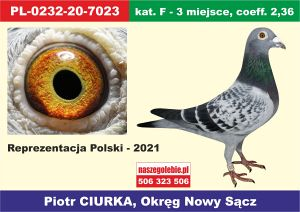 PL-0232-20-7023
kat. F - 3 miejsce, coeff. 2,36
Reprezentacja Polski - 2021
naszegolebie.pl
506 323 506
Piotr CIURKA, Okręg Nowy Sącz